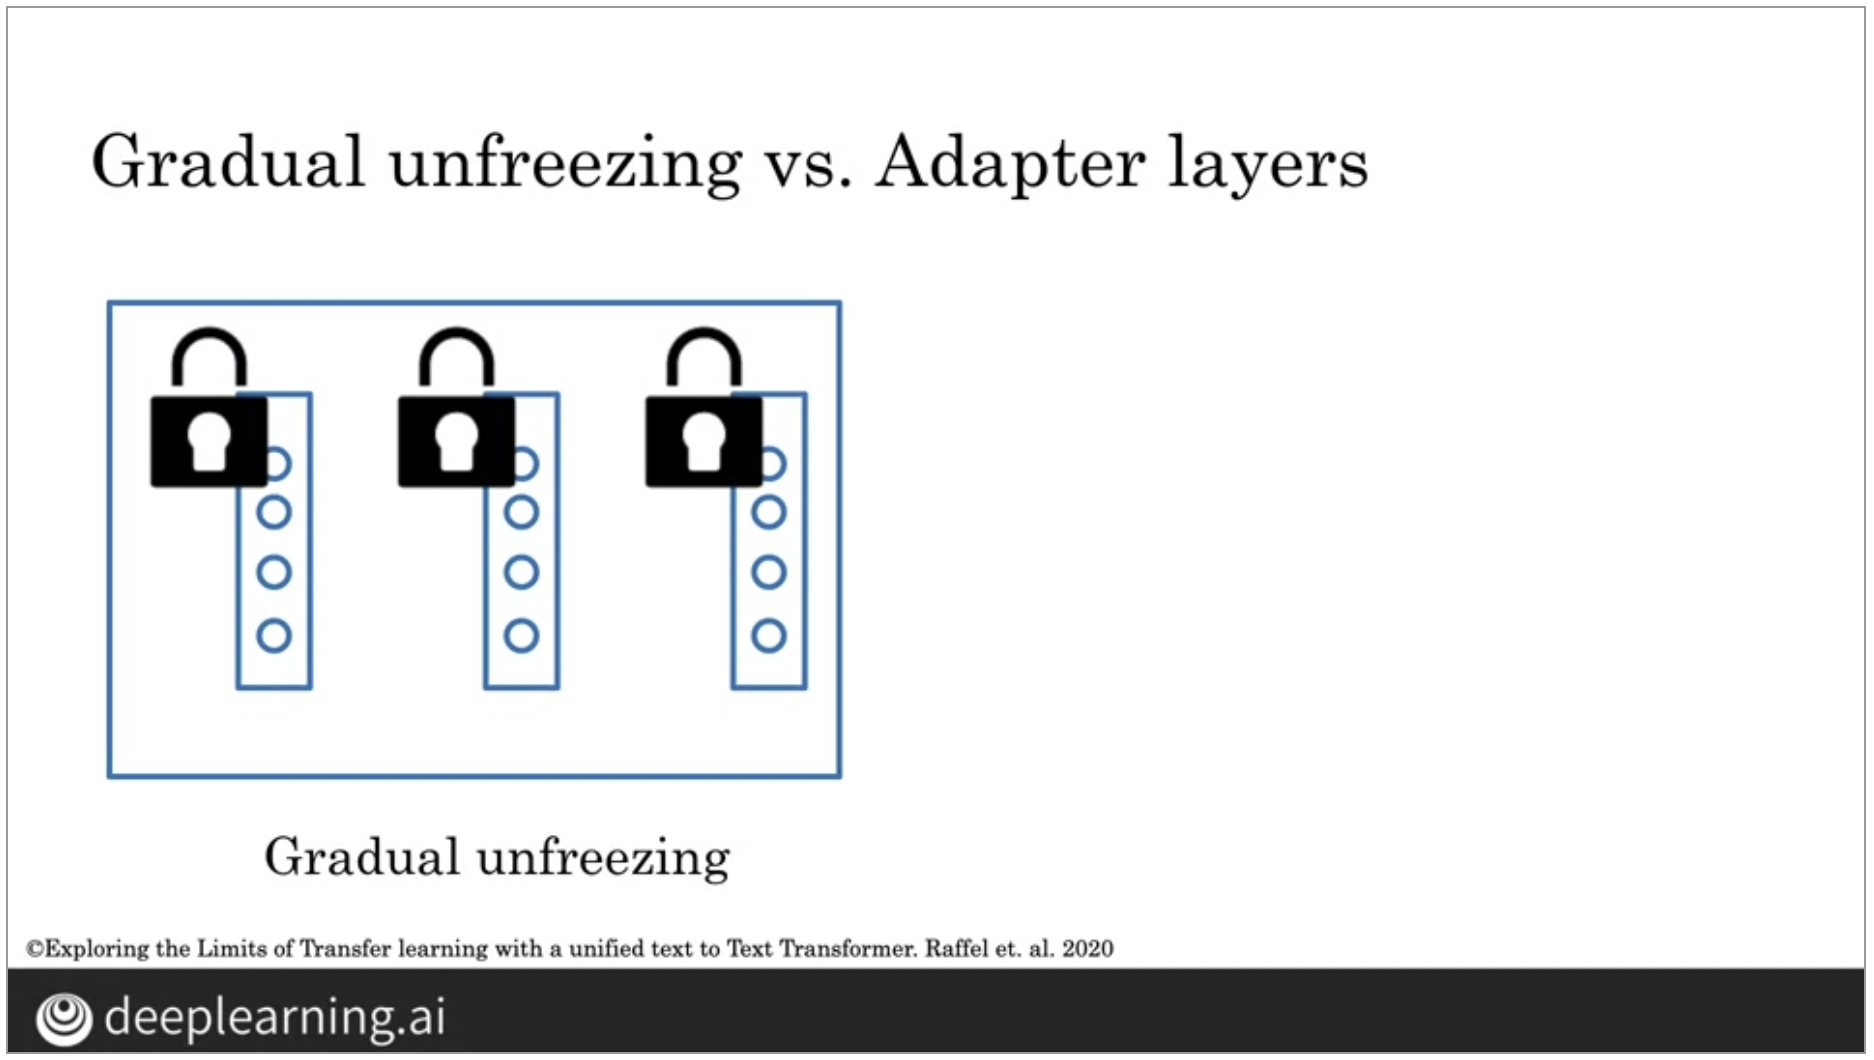 Gradual unfreezing vs. Adapter layers
Gradual unfreezing
©Exploring the Limits of Transfer learning with a unified text to Text Transformer. Raffel et. al. 2020
deeplearning.ai